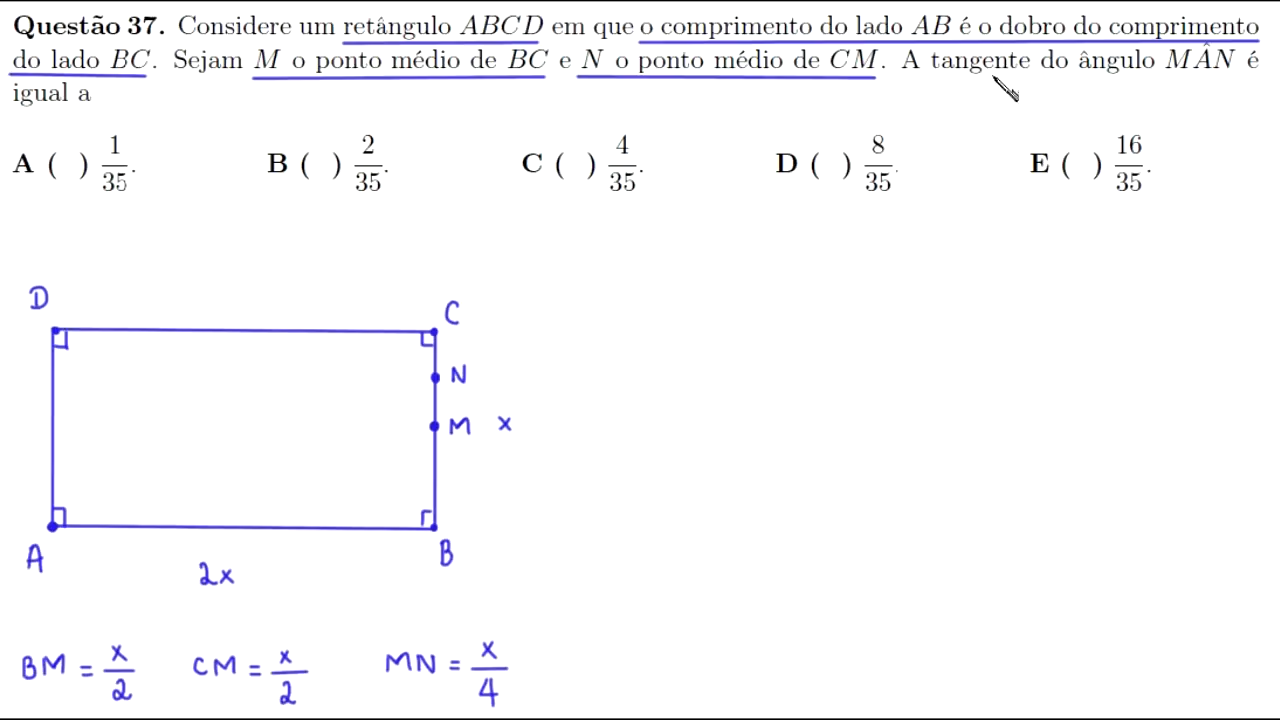 Questão 37. Considere um retângulo ABCD em que o comprimento do lado AB é o dobro do comprimento
do lado BC. Sejam M o ponto médio de BC e N o ponto médio de CM. A tangente do ângulo MÂN é
igual a
A ( ) 1/35. B ( ) 2/35. C ( ) 4/35. D ( ) 8/35. E ( ) 16/35.
D
C
N
M x
A
B
2x
BM = x/2 CM = x/2 MN = x/4